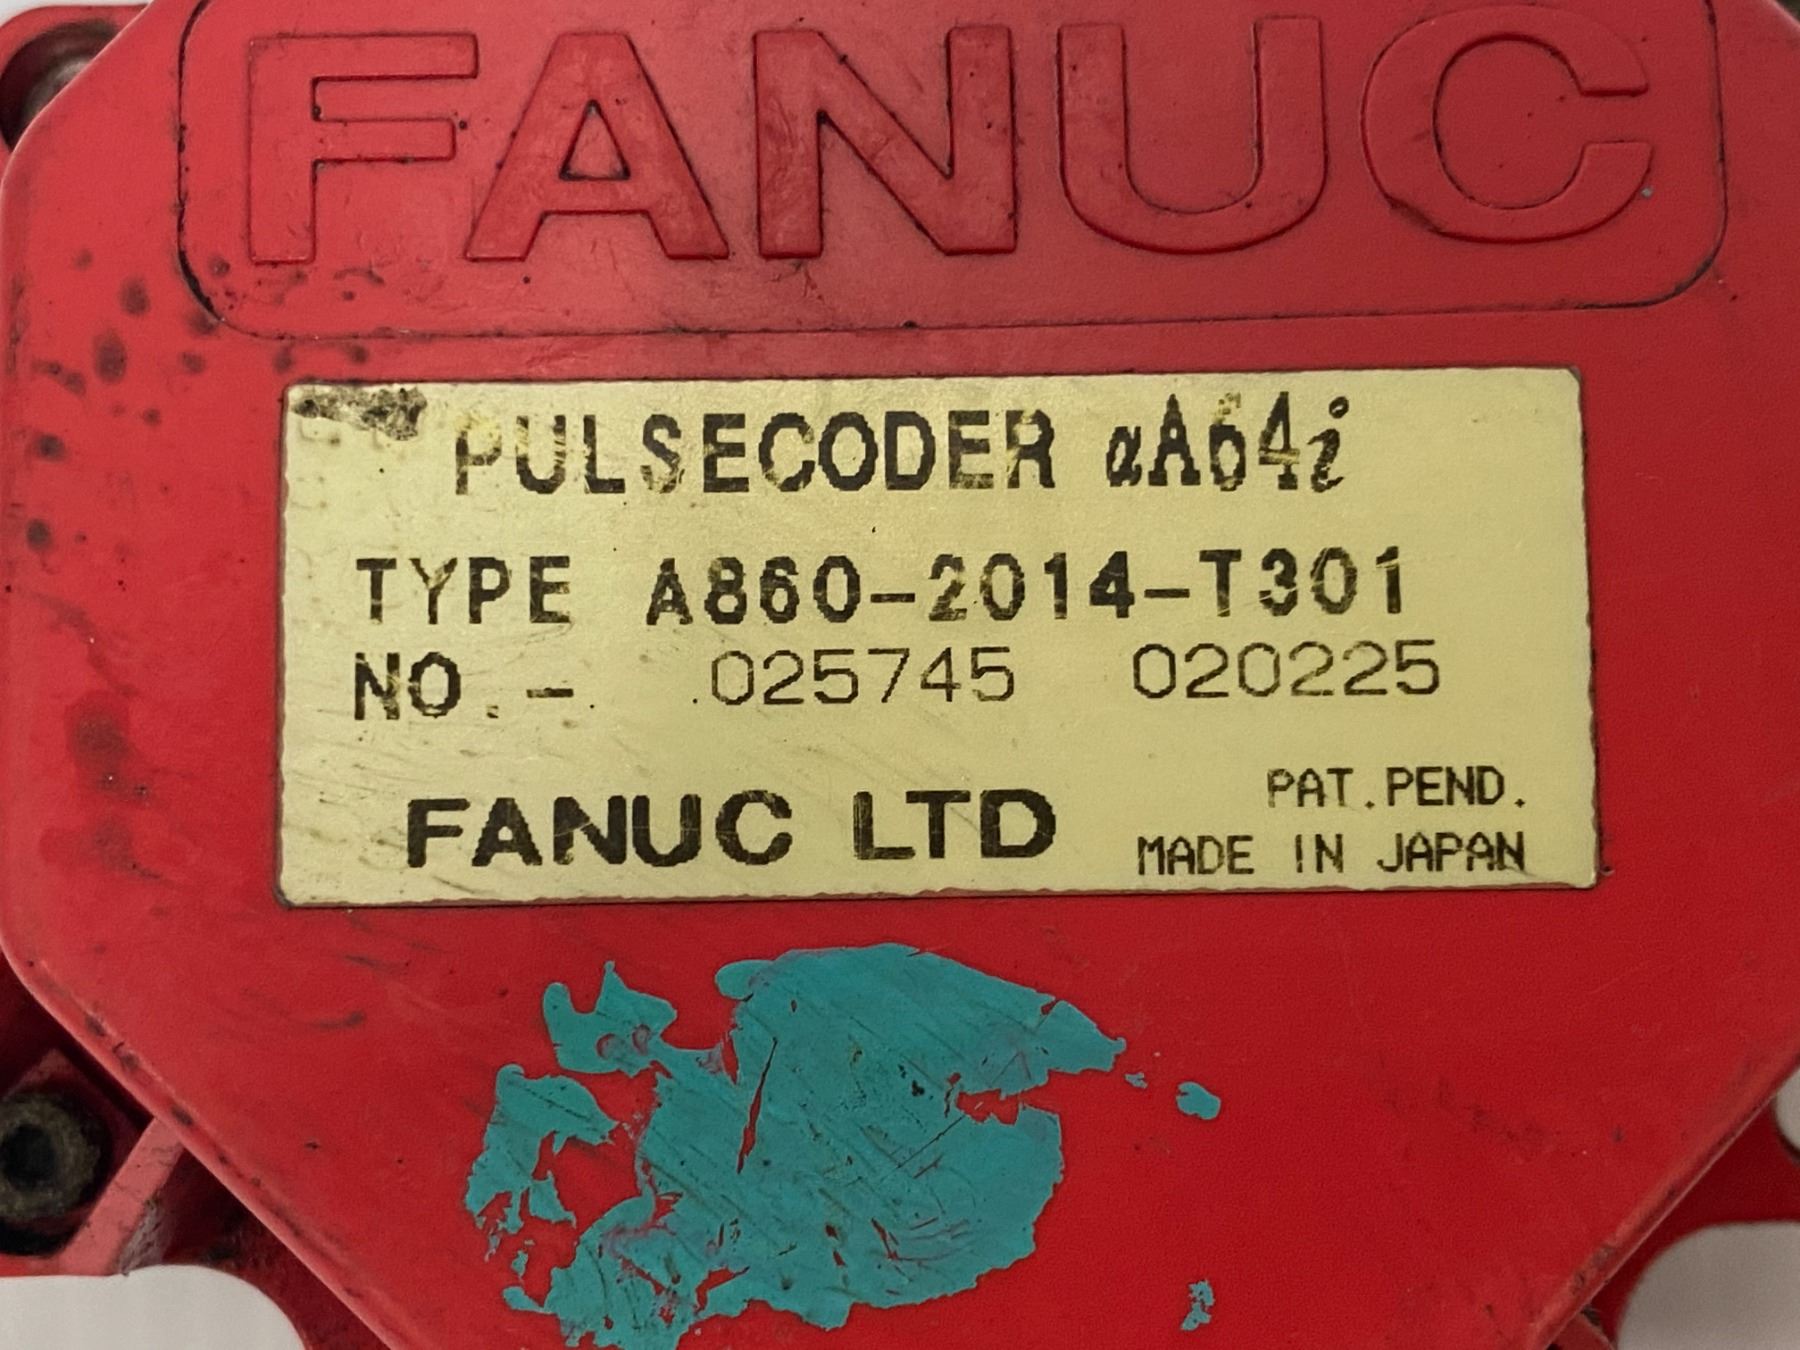 FANUC
PULSECODER αA64i
TYPE A860-2014-T301
NO.- .025745 020225
PAT.PEND.
FANUC LTD
MADE IN JAPAN